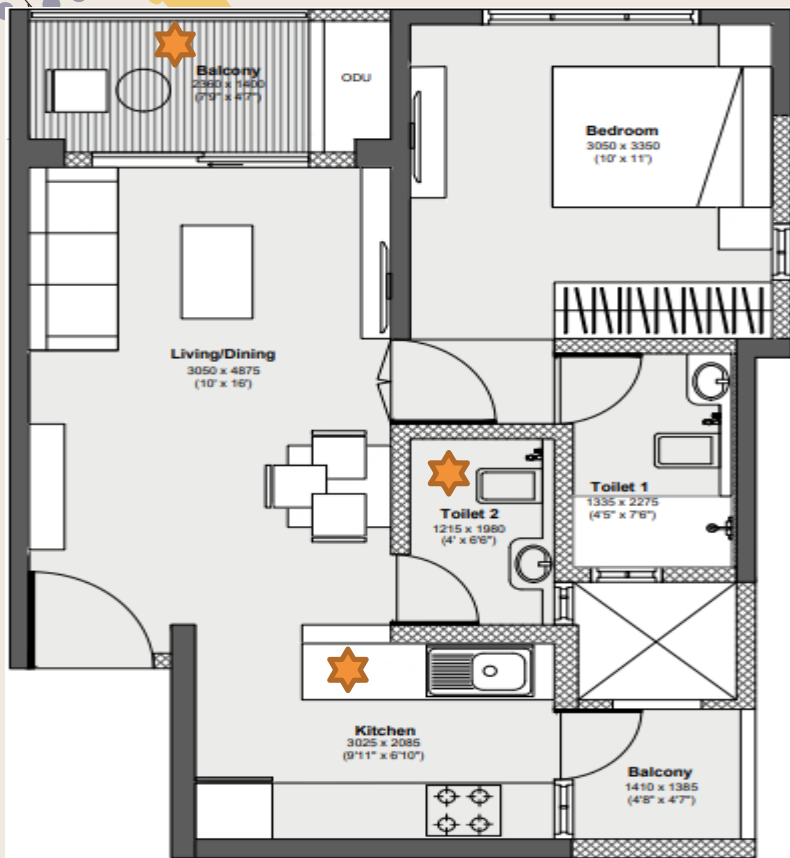 Balcony
2360 x 1400
(7'9" x 4'7")
ODU
Bedroom
3050 x 3350
(10' x 11')
Living/Dining
3050 x 4875
(10' x 16')
Toilet 1
1335 x 2275
(4'5" x 7'6")
Toilet 2
1215 x 1980
(4' x 6'6")
Kitchen
3025 x 2085
(9'11" x 6'10")
Balcony
1410 x 1385
(4'8" x 4'7")